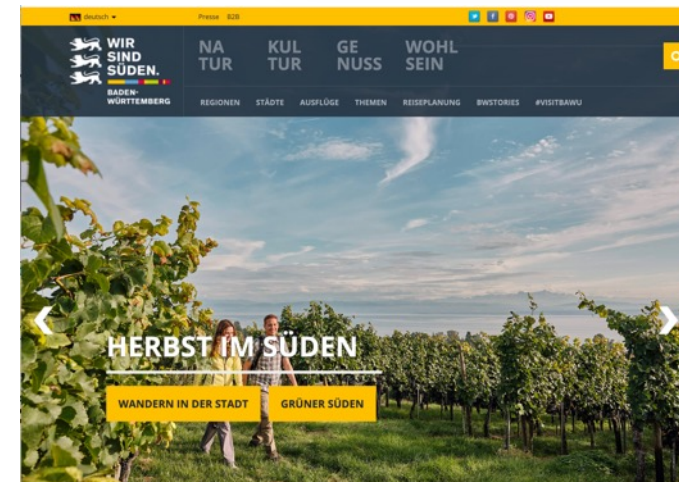 deutsch
Presse B2B
WIR
SIND
SÜDEN.
BADEN-
WÜRTTEMBERG
NA
TUR
KUL
TUR
GE
NUSS
WOHL
SEIN
REGIONEN STÄDTE AUSFLÜGE THEMEN REISEPLANUNG BWSTORIES #VISITBAWU
HERBST IM SÜDEN
WANDERN IN DER STADT GRÜNER SÜDEN